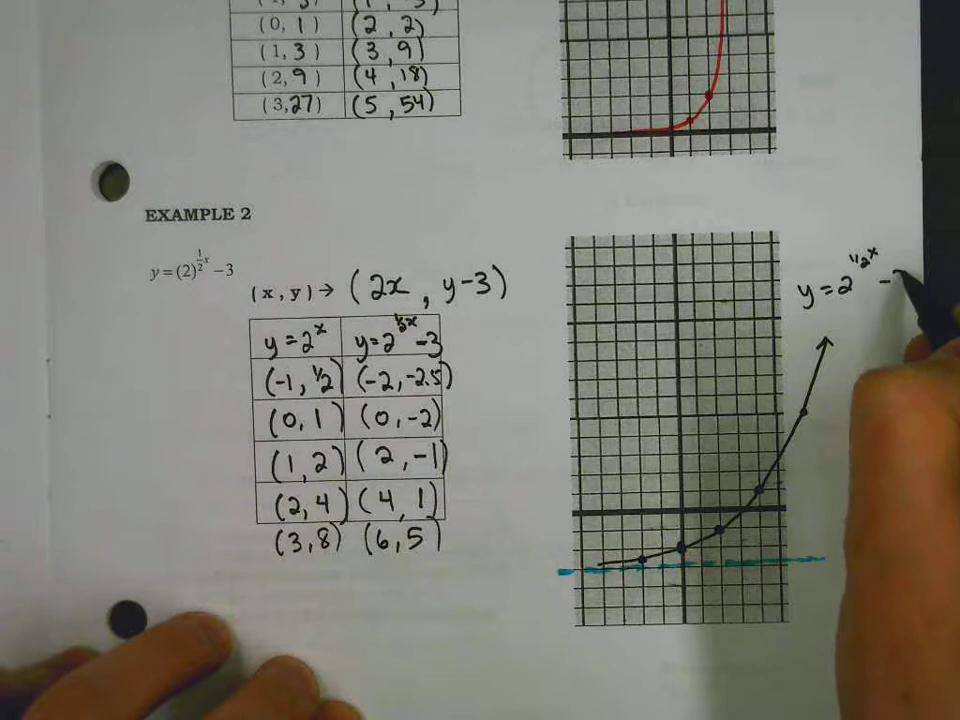 (0, 1) (2, 2)
(1, 3) (3, 9)
(2, 9) (4, 18)
(3, 27) (5, 54)
EXAMPLE 2
y = (2)^{\frac{1}{2}x} - 3
(x, y) → (2x, y-3)
y = 2^x y = 2^{½x} - 3
(-1, ½) (-2, -2.5)
(0, 1) (0, -2)
(1, 2) (2, -1)
(2, 4) (4, 1)
(3, 8) (6, 5)
y = 2^{½x} -